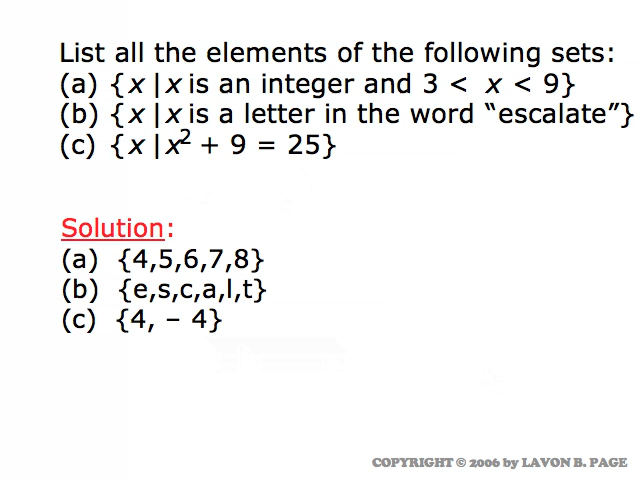 List all the elements of the following sets:
(a) {x | x is an integer and 3 < x < 9}
(b) {x | x is a letter in the word “escalate”}
(c) {x | x² + 9 = 25}
Solution:
(a) {4,5,6,7,8}
(b) {e,s,c,a,l,t}
(c) {4, – 4}
COPYRIGHT © 2006 by LAVON B. PAGE